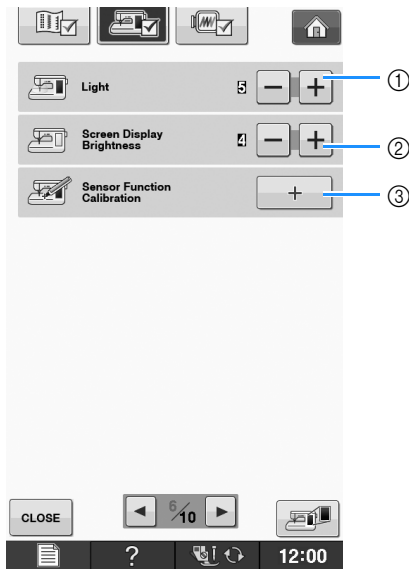 Light
5
− +
①
Screen Display
Brightness
4
− +
②
Sensor Function
Calibration
+
③
CLOSE
6/10
?
12:00